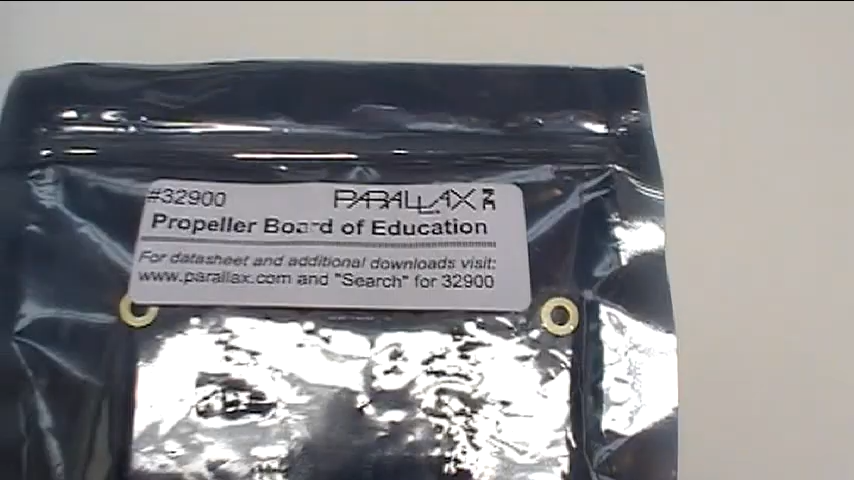 #32900 PARALLAX INC
Propeller Board of Education
For datasheet and additional downloads visit:
www.parallax.com and "Search" for 32900